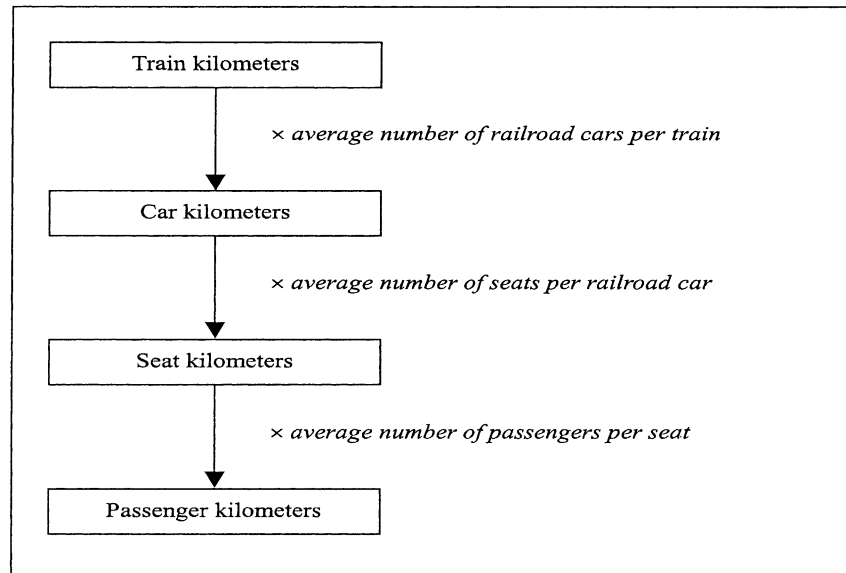 Train kilometers
× average number of railroad cars per train
Car kilometers
× average number of seats per railroad car
Seat kilometers
× average number of passengers per seat
Passenger kilometers